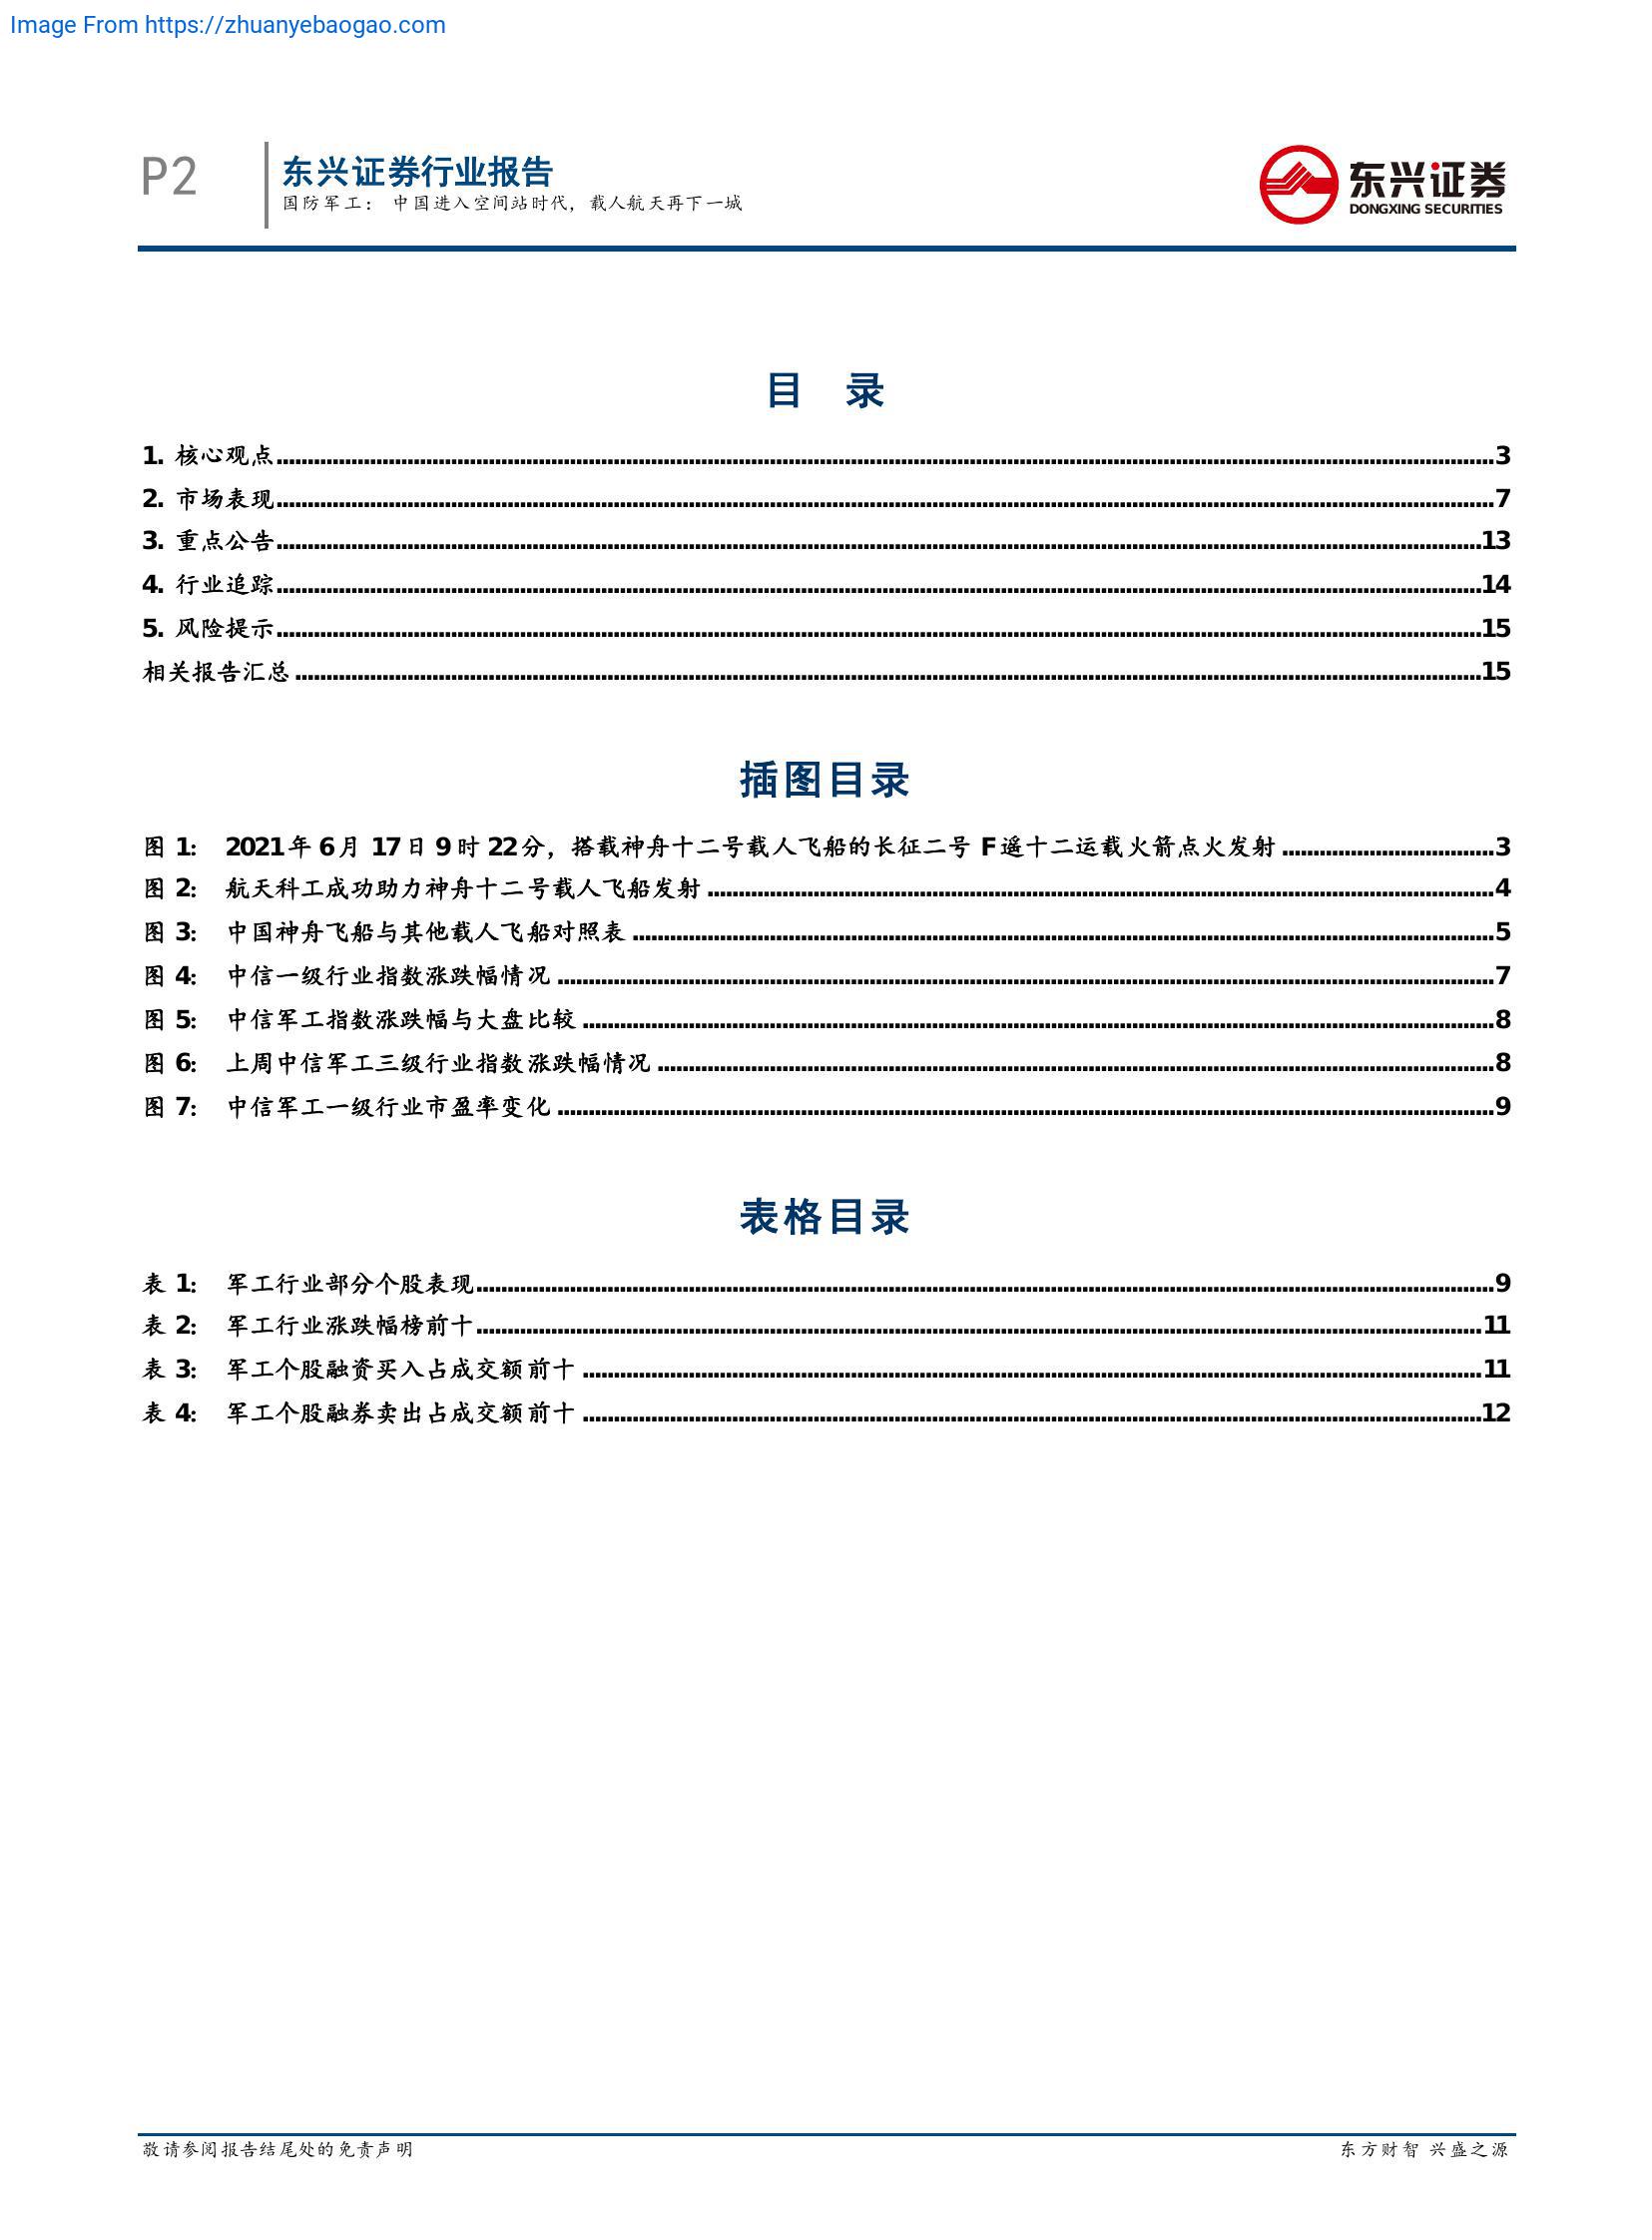 Image From https://zhuanyebaogao.com
P2
东兴证券行业报告
国防军工： 中国进入空间站时代，载人航天再下一城
东兴证券
DONGXING SECURITIES
目 录
1. 核心观点...3
2. 市场表现...7
3. 重点公告...13
4. 行业追踪...14
5. 风险提示...15
相关报告汇总...15
插图目录
图 1: 2021 年 6 月 17 日 9 时 22 分，搭载神舟十二号载人飞船的长征二号 F 遥十二运载火箭点火发射...3
图 2: 航天科工成功助力神舟十二号载人飞船发射...4
图 3: 中国神舟飞船与其他载人飞船对照表...5
图 4: 中信一级行业指数涨跌幅情况...7
图 5: 中信军工指数涨跌幅与大盘比较...8
图 6: 上周中信军工三级行业指数涨跌幅情况...8
图 7: 中信军工一级行业市盈率变化...9
表格目录
表 1: 军工行业部分个股表现...9
表 2: 军工行业涨跌幅榜前十...11
表 3: 军工个股融资买入占成交额前十...11
表 4: 军工个股融券卖出占成交额前十...12
敬请参阅报告结尾处的免责声明
东方财智 兴盛之源